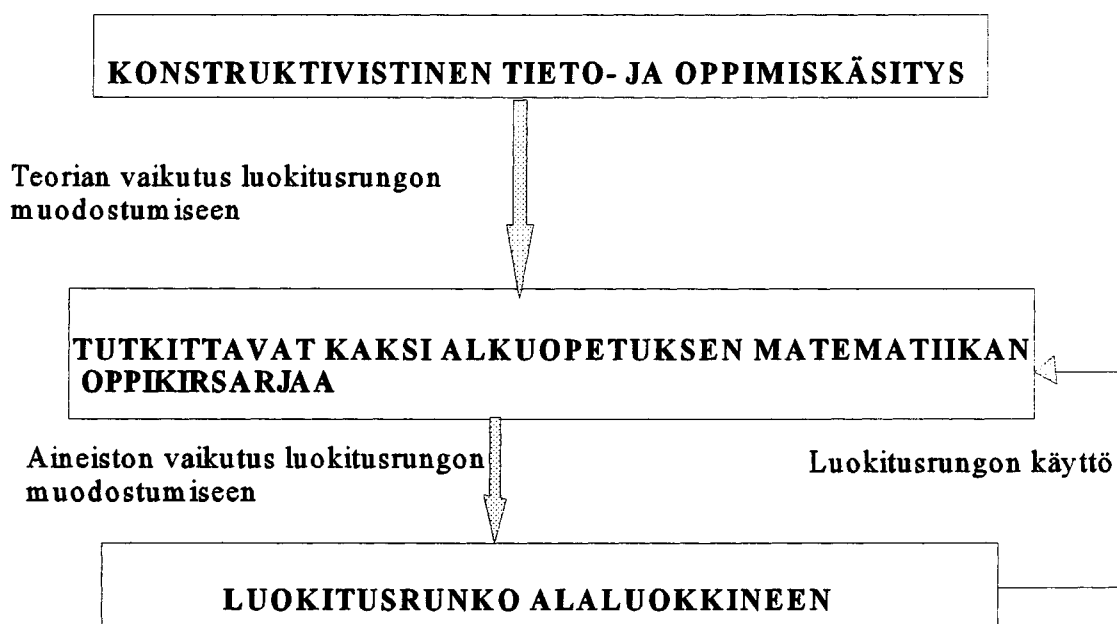 KONSTRUKTIVISTINEN TIETO- JA OPPIMISKÄSITYS
Teorian vaikutus luokitusrungon
muodostumiseen
TUTKITTAVAT KAKSI ALKUOPETUKSEN MATEMATIIKAN
OPPIKIRSARJAA
Aineiston vaikutus luokitusrungon
muodostumiseen
Luokitusrungon käyttö
LUOKITUSRUNKO ALALUOKKINEEN